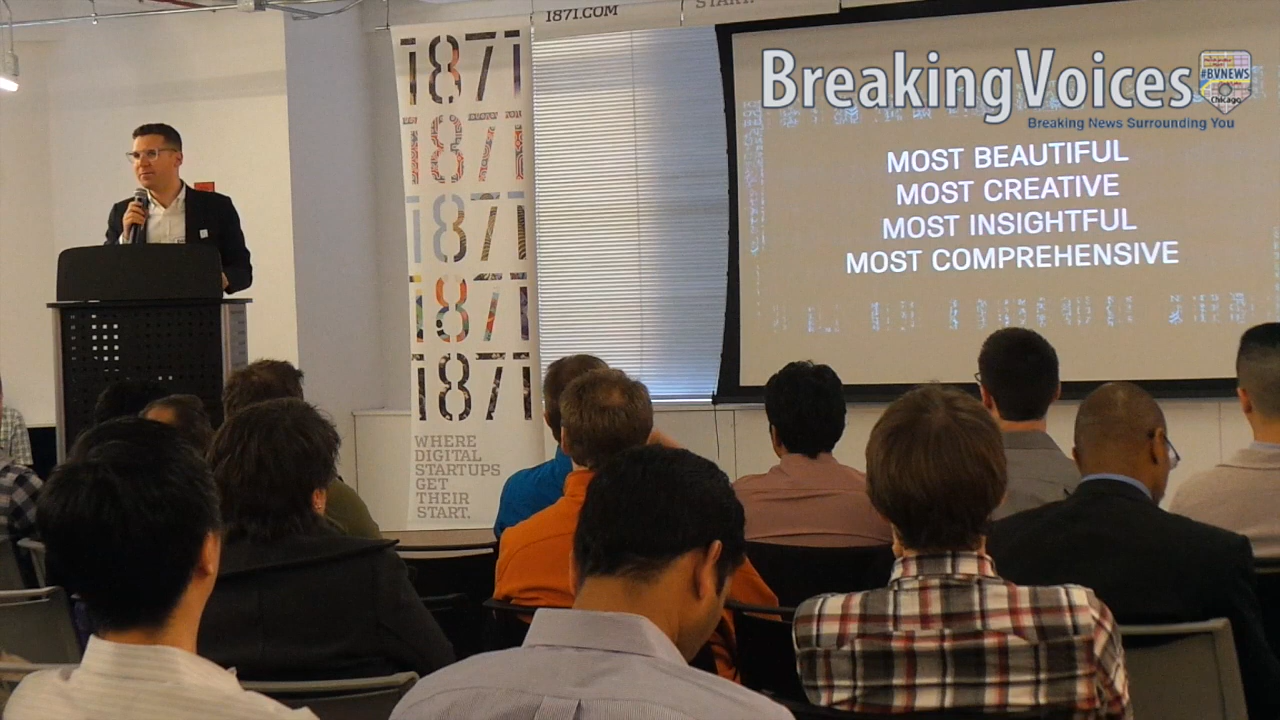 1871.COM
START.
1871
1871
1871
1871
1871
WHERE
DIGITAL
STARTUPS
GET
THEIR
START.
BreakingVoices
#BVNEWS
Chicago
Breaking News Surrounding You
MOST BEAUTIFUL
MOST CREATIVE
MOST INSIGHTFUL
MOST COMPREHENSIVE